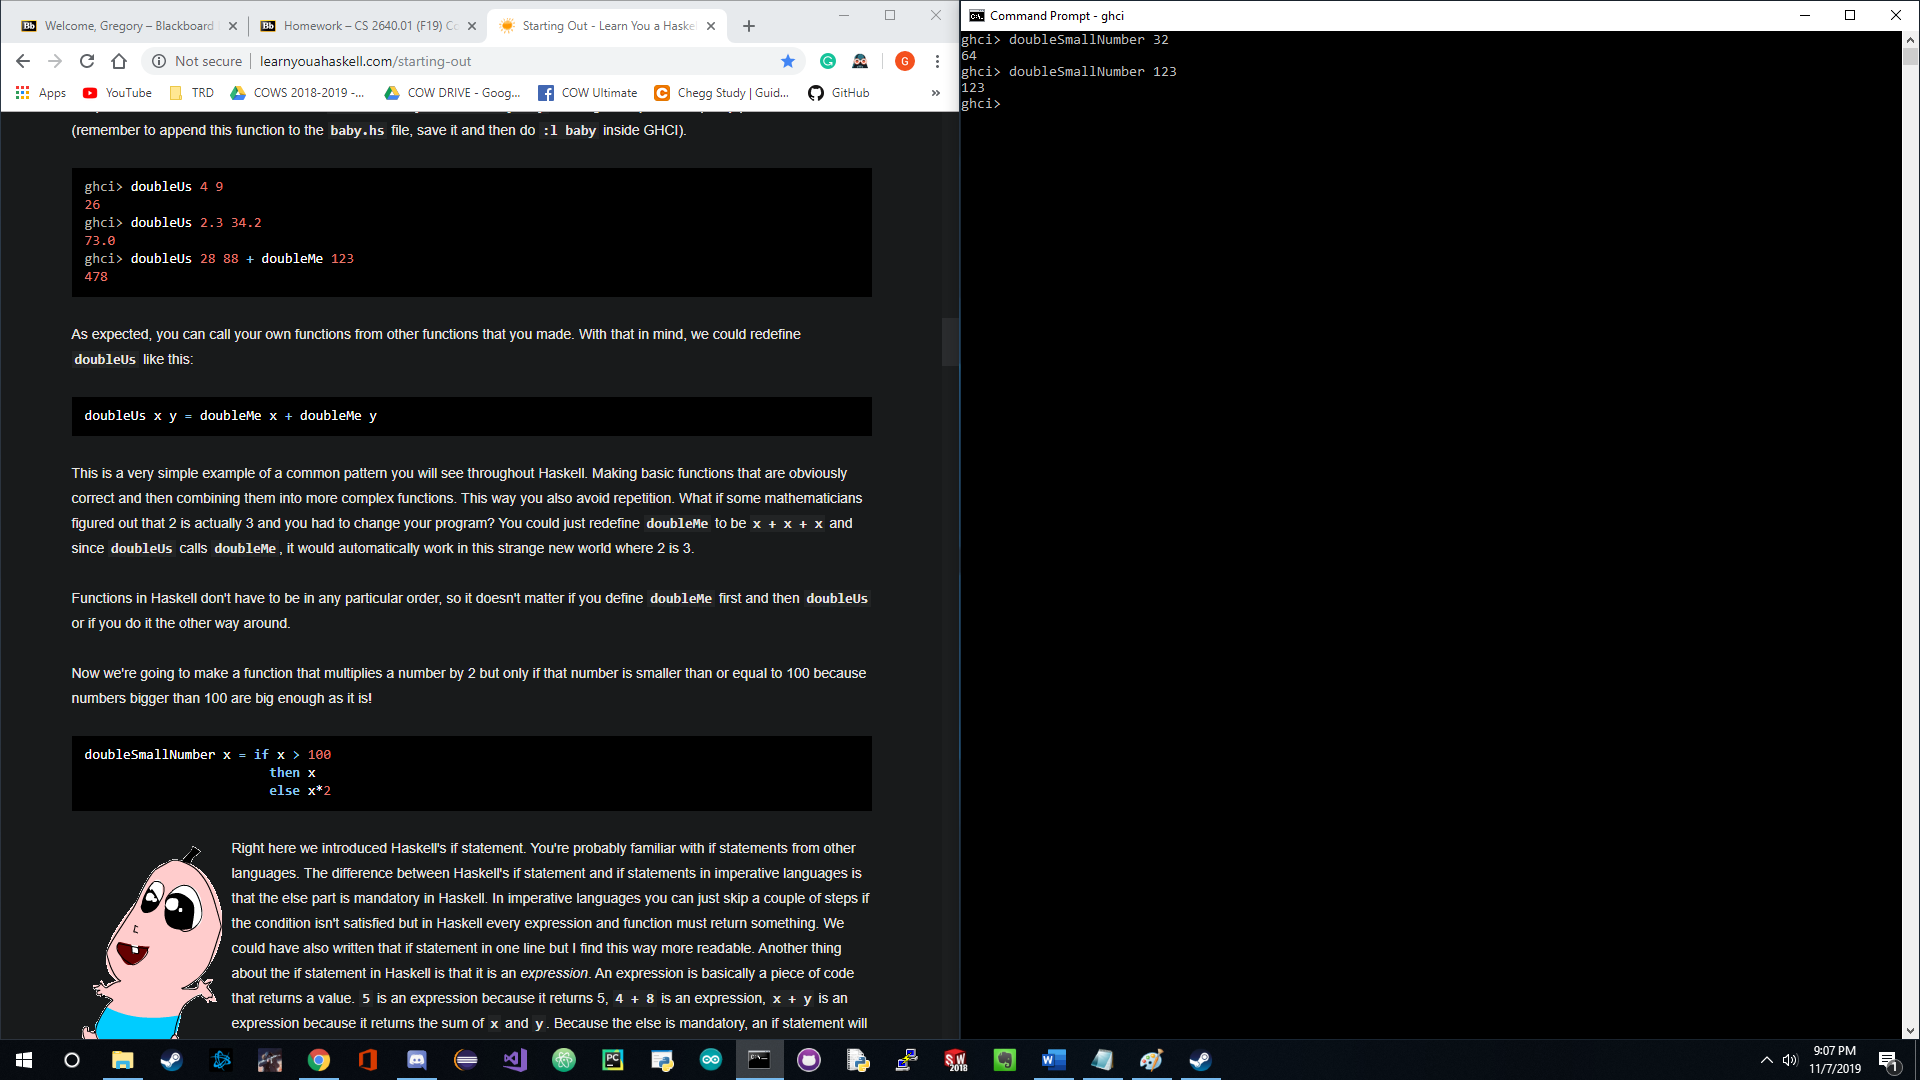 Welcome, Gregory – Blackboard
Homework – CS 2640.01 (F19) Co
Starting Out - Learn You a Haske
Command Prompt - ghci
Not secure | learnyouahaskell.com/starting-out
G
Apps YouTube TRD COWS 2018-2019 -... COW DRIVE - Goog... COW Ultimate Chegg Study | Guid... GitHub »
(remember to append this function to the baby.hs file, save it and then do :l baby inside GHCI).
ghci> doubleUs 4 9
26
ghci> doubleUs 2.3 34.2
73.0
ghci> doubleUs 28 88 + doubleMe 123
478
As expected, you can call your own functions from other functions that you made. With that in mind, we could redefine
doubleUs like this:
doubleUs x y = doubleMe x + doubleMe y
This is a very simple example of a common pattern you will see throughout Haskell. Making basic functions that are obviously
correct and then combining them into more complex functions. This way you also avoid repetition. What if some mathematicians
figured out that 2 is actually 3 and you had to change your program? You could just redefine doubleMe to be x + x + x and
since doubleUs calls doubleMe, it would automatically work in this strange new world where 2 is 3.
Functions in Haskell don't have to be in any particular order, so it doesn't matter if you define doubleMe first and then doubleUs
or if you do it the other way around.
Now we're going to make a function that multiplies a number by 2 but only if that number is smaller than or equal to 100 because
numbers bigger than 100 are big enough as it is!
doubleSmallNumber x = if x > 100
then x
else x*2
Right here we introduced Haskell's if statement. You're probably familiar with if statements from other
languages. The difference between Haskell's if statement and if statements in imperative languages is
that the else part is mandatory in Haskell. In imperative languages you can just skip a couple of steps if
the condition isn't satisfied but in Haskell every expression and function must return something. We
could have also written that if statement in one line but I find this way more readable. Another thing
about the if statement in Haskell is that it is an expression. An expression is basically a piece of code
that returns a value. 5 is an expression because it returns 5, 4 + 8 is an expression, x + y is an
expression because it returns the sum of x and y. Because the else is mandatory, an if statement will
ghci> doubleSmallNumber 32
64
ghci> doubleSmallNumber 123
123
ghci>
9:07 PM
11/7/2019
1